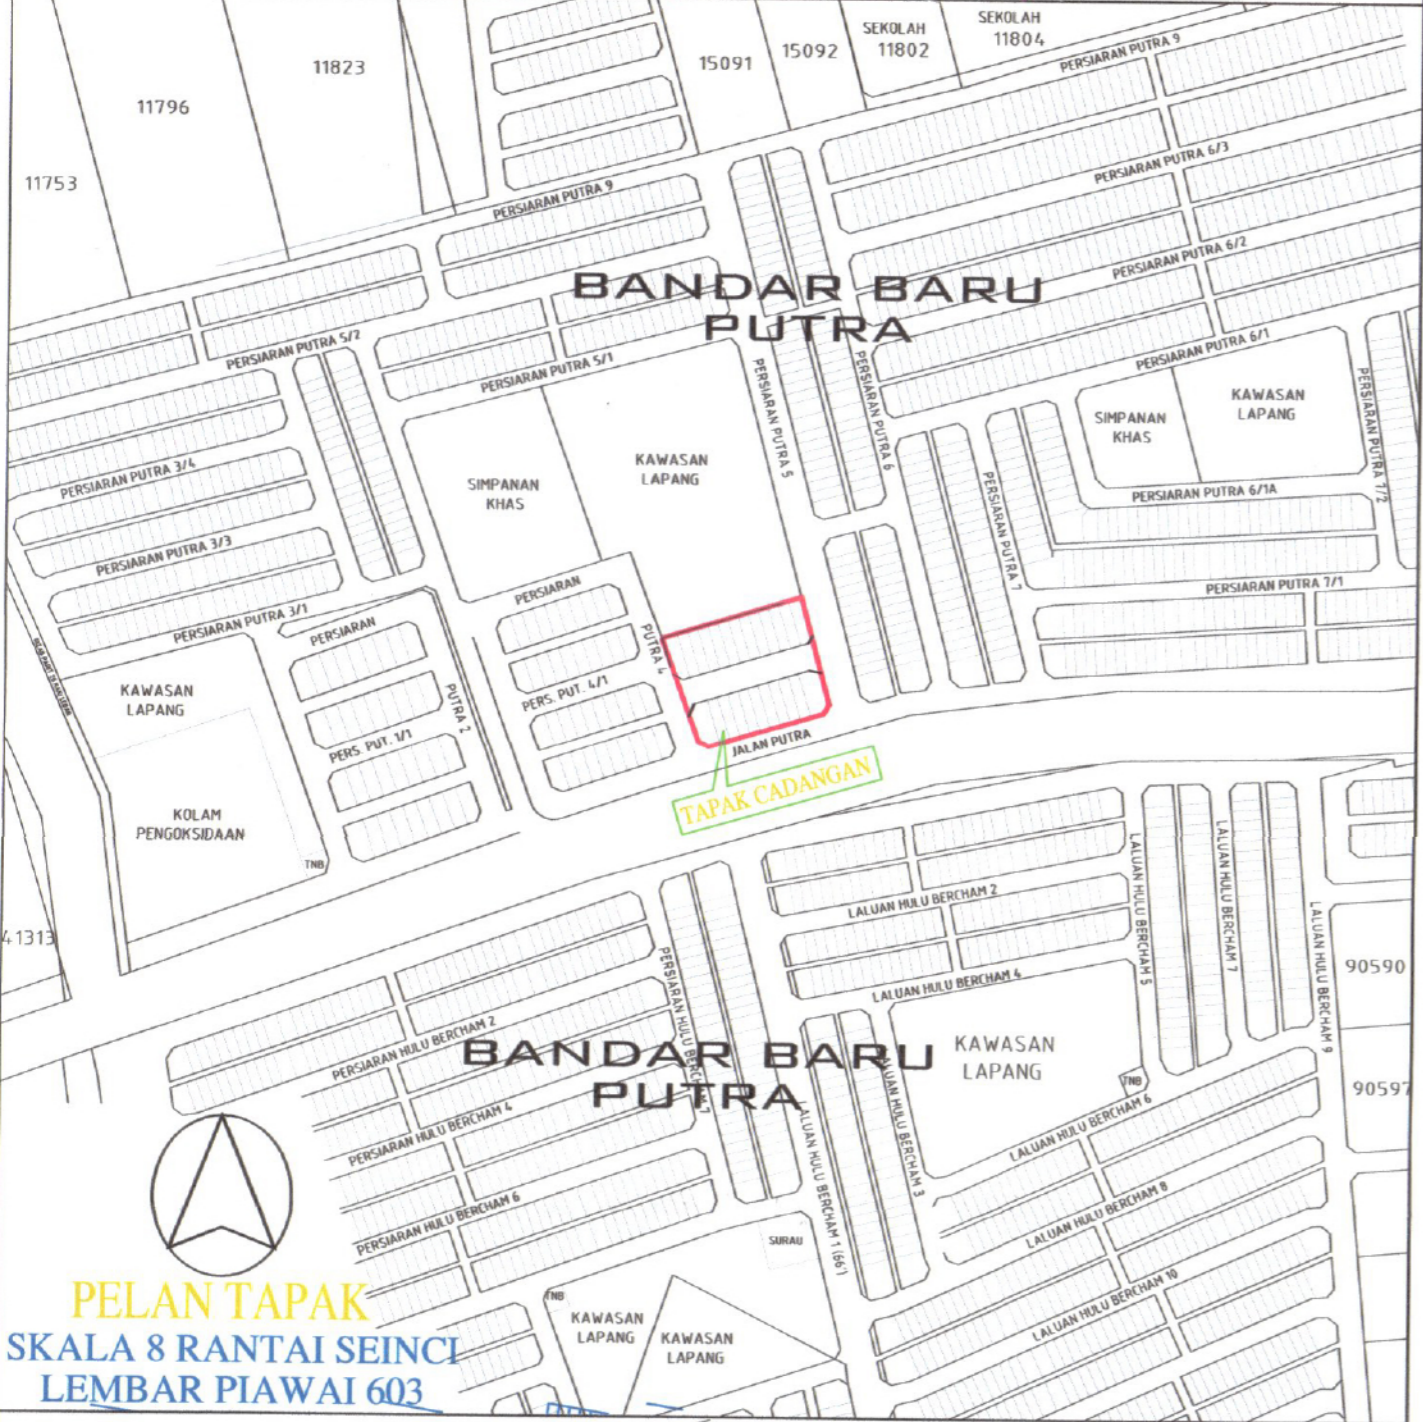 SEKOLAH
11804
SEKOLAH
11802
15092
15091
11823
11796
11753
PERSIARAN PUTRA 9
PERSIARAN PUTRA 9
PERSIARAN PUTRA 6/3
PERSIARAN PUTRA 6/2
BANDAR BARU
PUTRA
PERSIARAN PUTRA 6/1
PERSIARAN PUTRA 5/2
PERSIARAN PUTRA 5/1
PERSIARAN PUTRA 5
PERSIARAN PUTRA 6
PERSIARAN PUTRA 7/2
SIMPANAN
KHAS
KAWASAN
LAPANG
PERSIARAN PUTRA 3/4
SIMPANAN
KHAS
KAWASAN
LAPANG
PERSIARAN PUTRA 7
PERSIARAN PUTRA 6/1A
PERSIARAN PUTRA 3/3
PERSIARAN PUTRA 7/1
PERSIARAN PUTRA 3/1
PERSIARAN
PUTRA 2
PERSIARAN
PUTRA 4
KAWASAN
LAPANG
PERS. PUT. 4/1
PERS. PUT. 1/1
JALAN PUTRA
TAPAK CADANGAN
KOLAM
PENGOKSIDAAN
TNB
LALUAN HULU BERCHAM 2
LALUAN HULU BERCHAM 5
LALUAN HULU BERCHAM 7
LALUAN HULU BERCHAM 9
41313
90590
PERSIARAN HULU BERCHAM 7
LALUAN HULU BERCHAM 4
PERSIARAN HULU BERCHAM 2
BANDAR BARU
PUTRA
KAWASAN
LAPANG
TNB
90597
PERSIARAN HULU BERCHAM 4
LALUAN HULU BERCHAM 1 (66')
LALUAN HULU BERCHAM 3
LALUAN HULU BERCHAM 6
PERSIARAN HULU BERCHAM 6
LALUAN HULU BERCHAM 8
SURAU
LALUAN HULU BERCHAM 10
TNB
KAWASAN
LAPANG
KAWASAN
LAPANG
PELAN TAPAK
SKALA 8 RANTAI SEINCI
LEMBAR PIAWAI 603